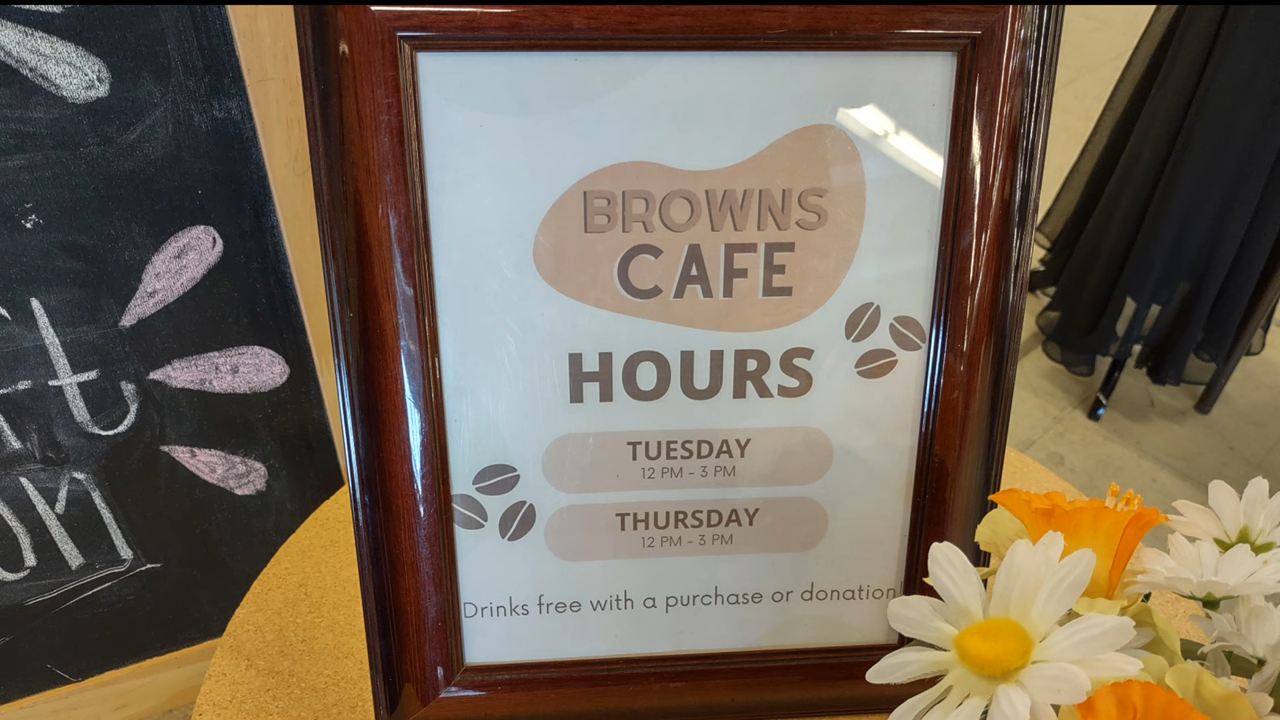 BROWNS
CAFE
HOURS
TUESDAY
12 PM - 3 PM
THURSDAY
12 PM - 3 PM
Drinks free with a purchase or donation!